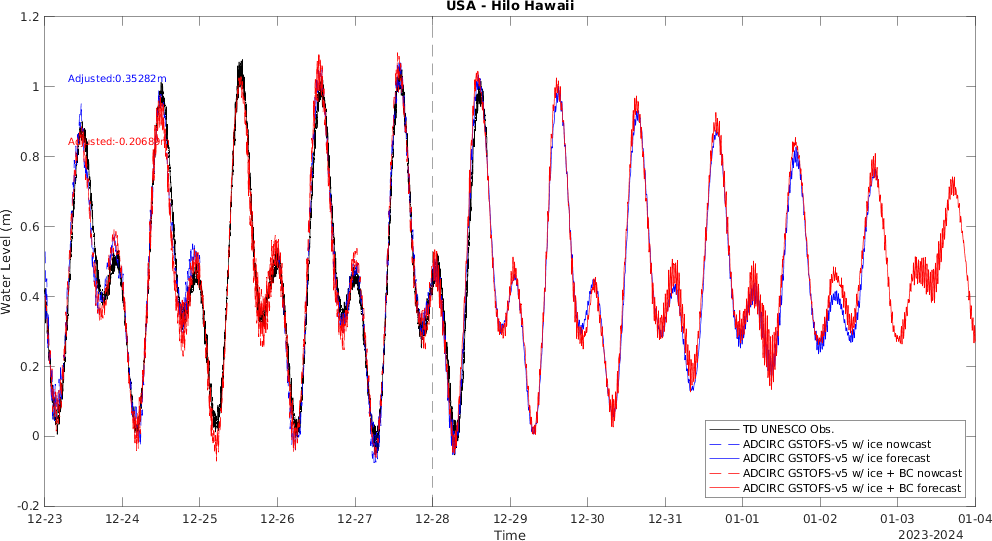 USA - Hilo Hawaii
1.2
1
0.8
0.6
0.4
0.2
0
-0.2
Water Level (m)
Adjusted:0.35282m
Adjusted:-0.20689m
TD UNESCO Obs.
ADCIRC GSTOFS-v5 w/ ice nowcast
ADCIRC GSTOFS-v5 w/ ice forecast
ADCIRC GSTOFS-v5 w/ ice + BC nowcast
ADCIRC GSTOFS-v5 w/ ice + BC forecast
12-23 12-24 12-25 12-26 12-27 12-28 12-29 12-30 12-31 01-01 01-02 01-03 01-04
Time
2023-2024